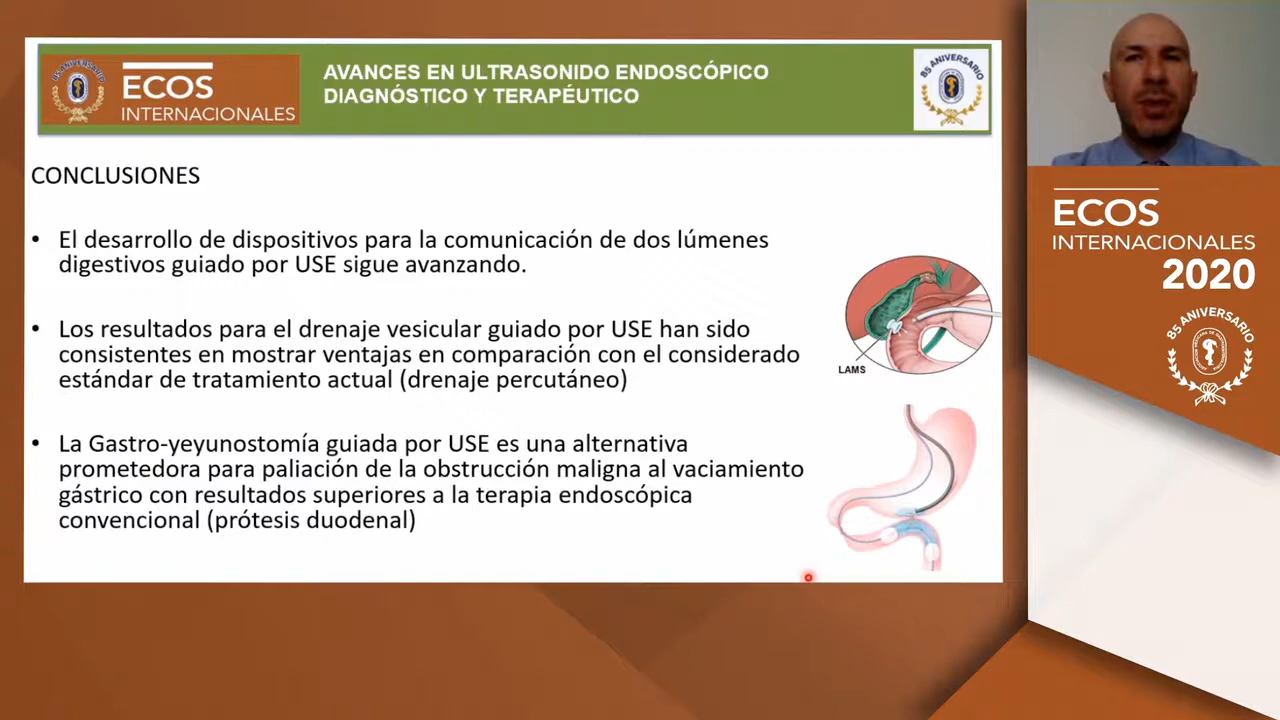 85 ANIVERSARIO
ECOS
INTERNACIONALES
AVANCES EN ULTRASONIDO ENDOSCÓPICO
DIAGNÓSTICO Y TERAPÉUTICO
85 ANIVERSARIO
CONCLUSIONES
• El desarrollo de dispositivos para la comunicación de dos lúmenes
digestivos guiado por USE sigue avanzando.
• Los resultados para el drenaje vesicular guiado por USE han sido
consistentes en mostrar ventajas en comparación con el considerado
estándar de tratamiento actual (drenaje percutáneo)
• La Gastro-yeyunostomía guiada por USE es una alternativa
prometedora para paliación de la obstrucción maligna al vaciamiento
gástrico con resultados superiores a la terapia endoscópica
convencional (prótesis duodenal)
LAMS
ECOS
INTERNACIONALES
2020
85 ANIVERSARIO